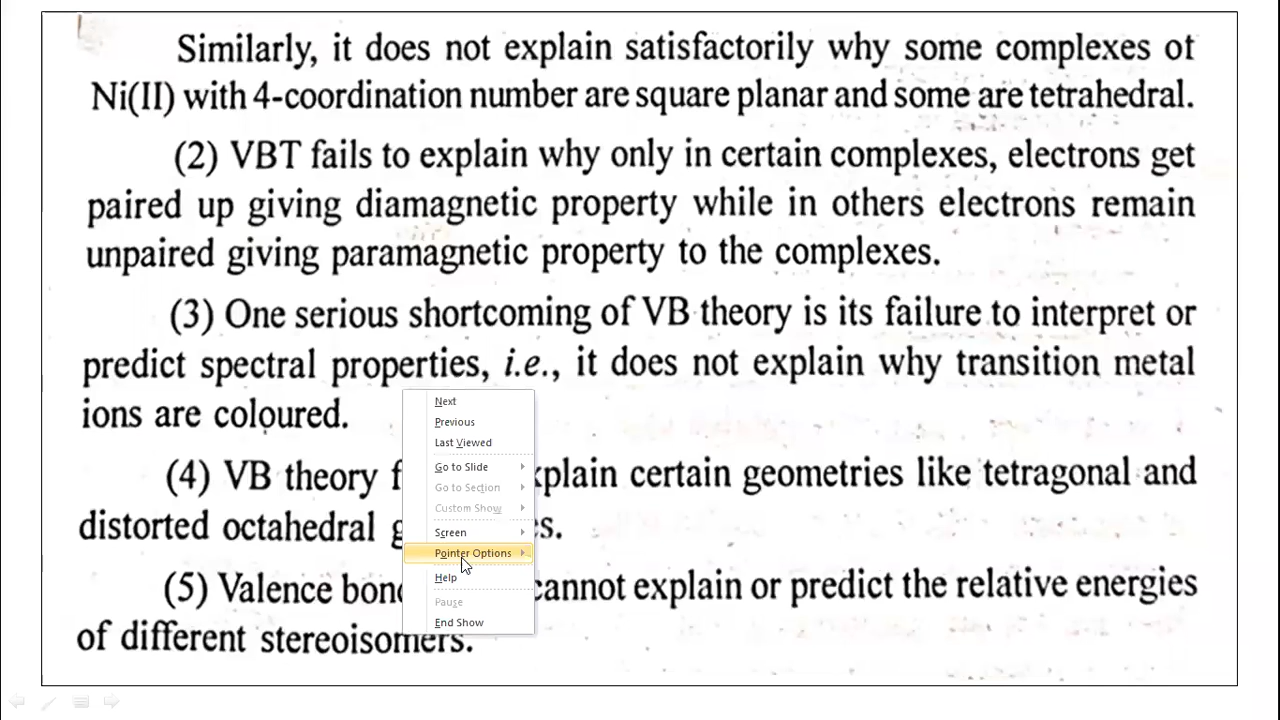 Similarly, it does not explain satisfactorily why some complexes of
Ni(II) with 4-coordination number are square planar and some are tetrahedral.
(2) VBT fails to explain why only in certain complexes, electrons get
paired up giving diamagnetic property while in others electrons remain
unpaired giving paramagnetic property to the complexes.
(3) One serious shortcoming of VB theory is its failure to interpret or
predict spectral properties, i.e., it does not explain why transition metal
ions are coloured.
(4) VB theory f xplain certain geometries like tetragonal and
distorted octahedral g es.
(5) Valence bon cannot explain or predict the relative energies
of different stereoisomers.
Next
Previous
Last Viewed
Go to Slide
Go to Section
Custom Show
Screen
Pointer Options
Help
Pause
End Show